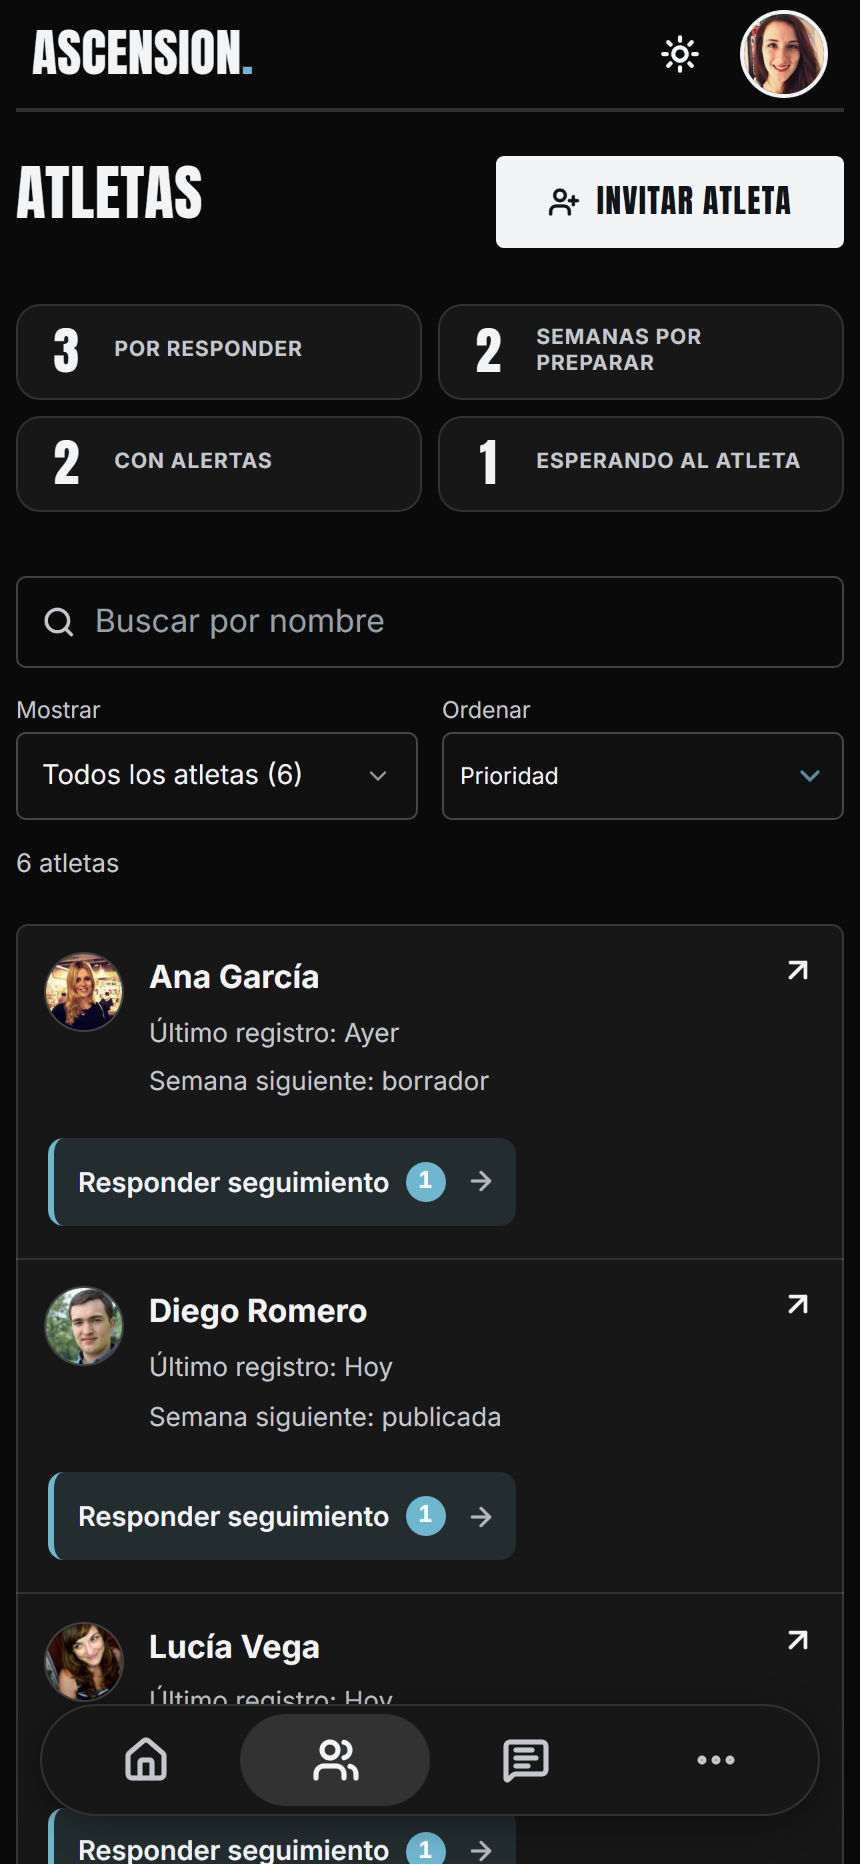 ASCENSION.
ATLETAS
INVITAR ATLETA
3 POR RESPONDER
2 SEMANAS POR
PREPARAR
2 CON ALERTAS
1 ESPERANDO AL ATLETA
Buscar por nombre
Mostrar
Ordenar
Todos los atletas (6)
Prioridad
6 atletas
Ana García
Último registro: Ayer
Semana siguiente: borrador
Responder seguimiento 1
Diego Romero
Último registro: Hoy
Semana siguiente: publicada
Responder seguimiento 1
Lucía Vega
Último registro: Hoy
Responder seguimiento 1